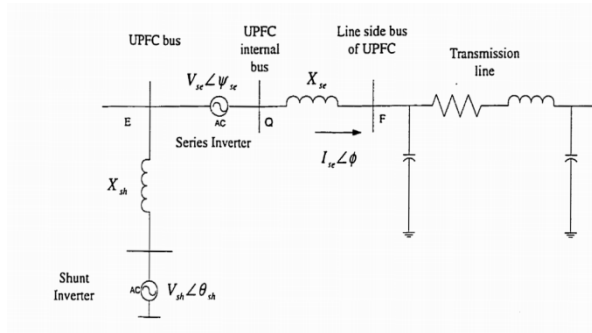 UPFC bus
UPFC
internal
bus
Line side bus
of UPFC
Transmission
line
V_se∠ψ_se
X_se
E
AC
Q
F
Series Inverter
I_se∠ϕ
X_sh
Shunt
Inverter
AC
V_sh∠θ_sh